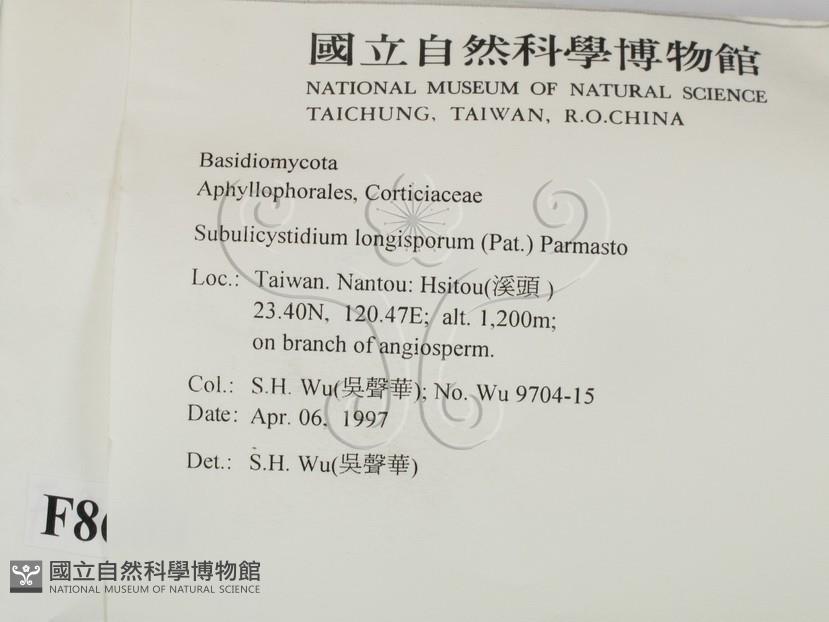 國立自然科學博物館
NATIONAL MUSEUM OF NATURAL SCIENCE
TAICHUNG, TAIWAN, R.O.CHINA
Basidiomycota
Aphyllophorales, Corticiaceae
Subulicystidium longisporum (Pat.) Parmasto
Loc.: Taiwan. Nantou: Hsitou(溪頭 )
23.40N, 120.47E; alt. 1,200m;
on branch of angiosperm.
Col.: S.H. Wu(吳聲華); No. Wu 9704-15
Date: Apr. 06, 1997
Det.: S.H. Wu(吳聲華)
國立自然科學博物館
NATIONAL MUSEUM OF NATURAL SCIENCE